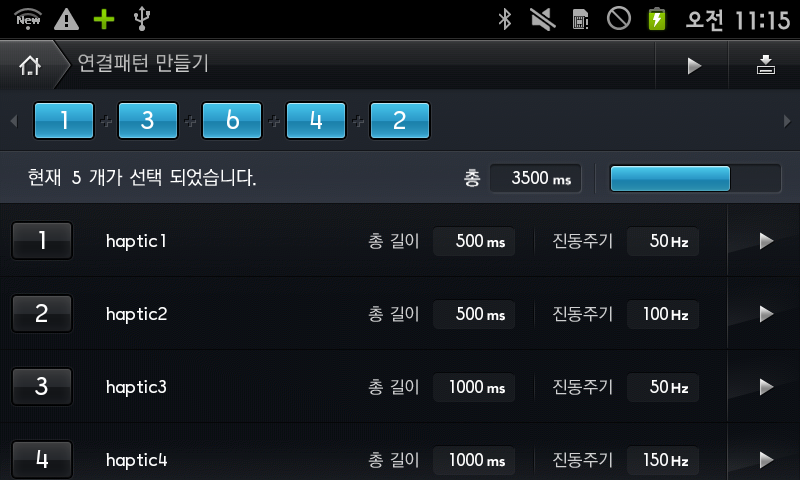 New 오전 11:15
연결패턴 만들기
1 + 3 + 6 + 4 + 2
현재 5 개가 선택 되었습니다. 총 3500 ms
1 haptic1 총 길이 500 ms 진동주기 50 Hz
2 haptic2 총 길이 500 ms 진동주기 100 Hz
3 haptic3 총 길이 1000 ms 진동주기 50 Hz
4 haptic4 총 길이 1000 ms 진동주기 150 Hz